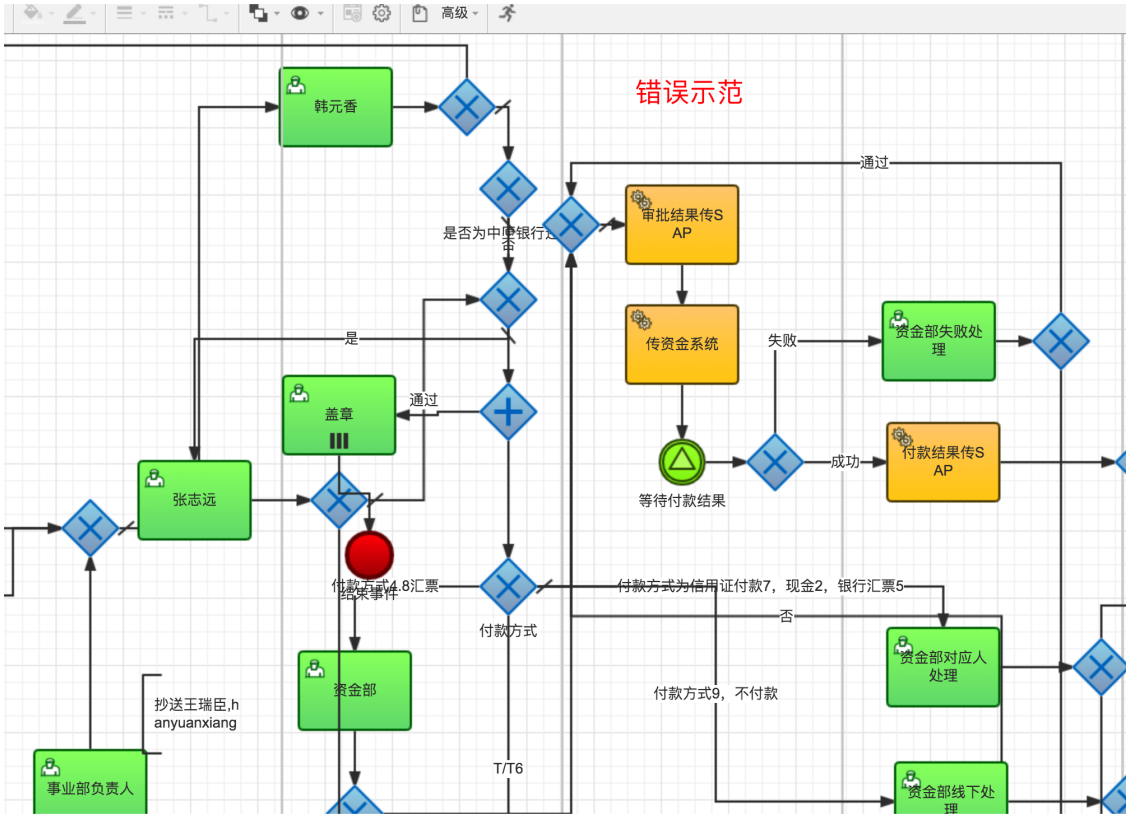 高级
错误示范
韩元香
通过
审批结果传S
AP
是否为中
银行
否
传资金系统
失败
资金部失败处
理
是
盖章
通过
成功
付款结果传S
AP
张志远
等待付款结果
付款方式4.8汇票
结束事件
付款方式为信用证付款7，现金2，银行汇票5
否
付款方式
资金部对应人
处理
资金部
付款方式9，不付款
抄送王瑞臣,h
anyuanxiang
T/T6
事业部负责人
资金部线下处
理